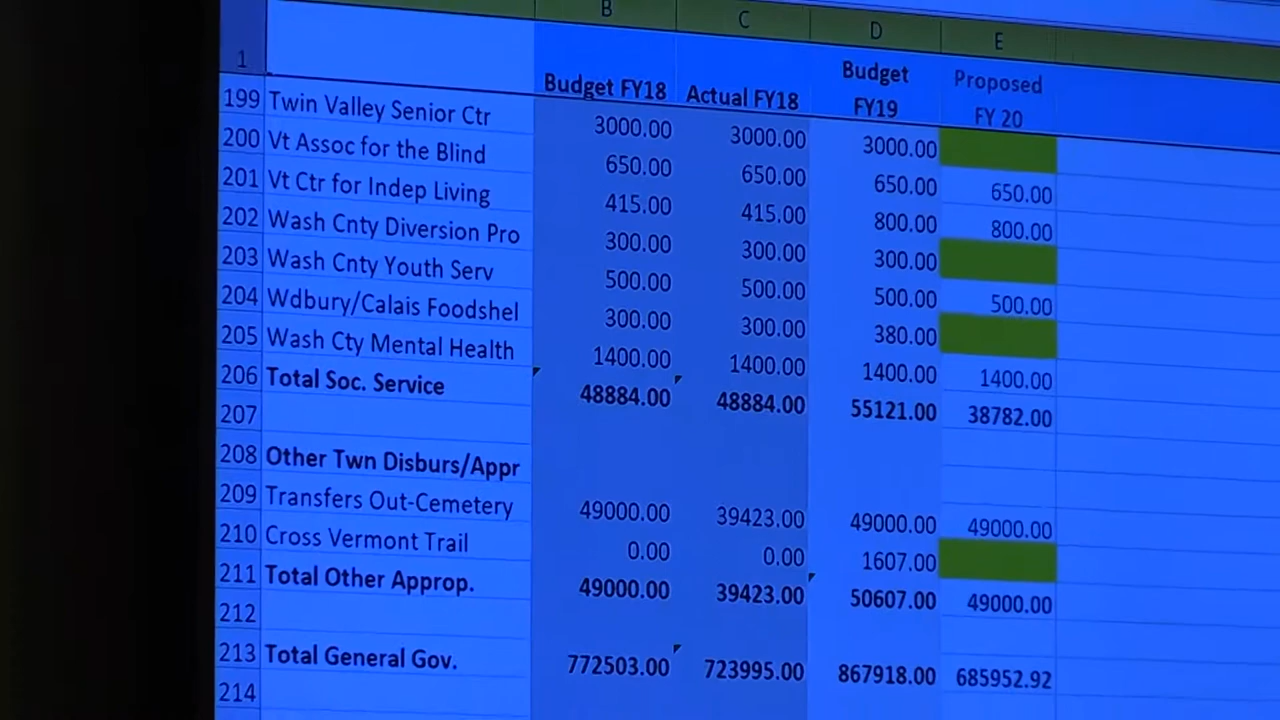 B C D E
1 Budget FY18 Actual FY18 Budget FY19 Proposed FY 20
199 Twin Valley Senior Ctr 3000.00 3000.00 3000.00
200 Vt Assoc for the Blind 650.00 650.00 650.00 650.00
201 Vt Ctr for Indep Living 415.00 415.00 800.00 800.00
202 Wash Cnty Diversion Pro 300.00 300.00 300.00
203 Wash Cnty Youth Serv 500.00 500.00 500.00 500.00
204 Wdbury/Calais Foodshel 300.00 300.00 380.00
205 Wash Cty Mental Health 1400.00 1400.00 1400.00 1400.00
206 Total Soc. Service 48884.00 48884.00 55121.00 38782.00
207
208 Other Twn Disburs/Appr
209 Transfers Out-Cemetery 49000.00 39423.00 49000.00 49000.00
210 Cross Vermont Trail 0.00 0.00 1607.00
211 Total Other Approp. 49000.00 39423.00 50607.00 49000.00
212
213 Total General Gov. 772503.00 723995.00 867918.00 685952.92
214